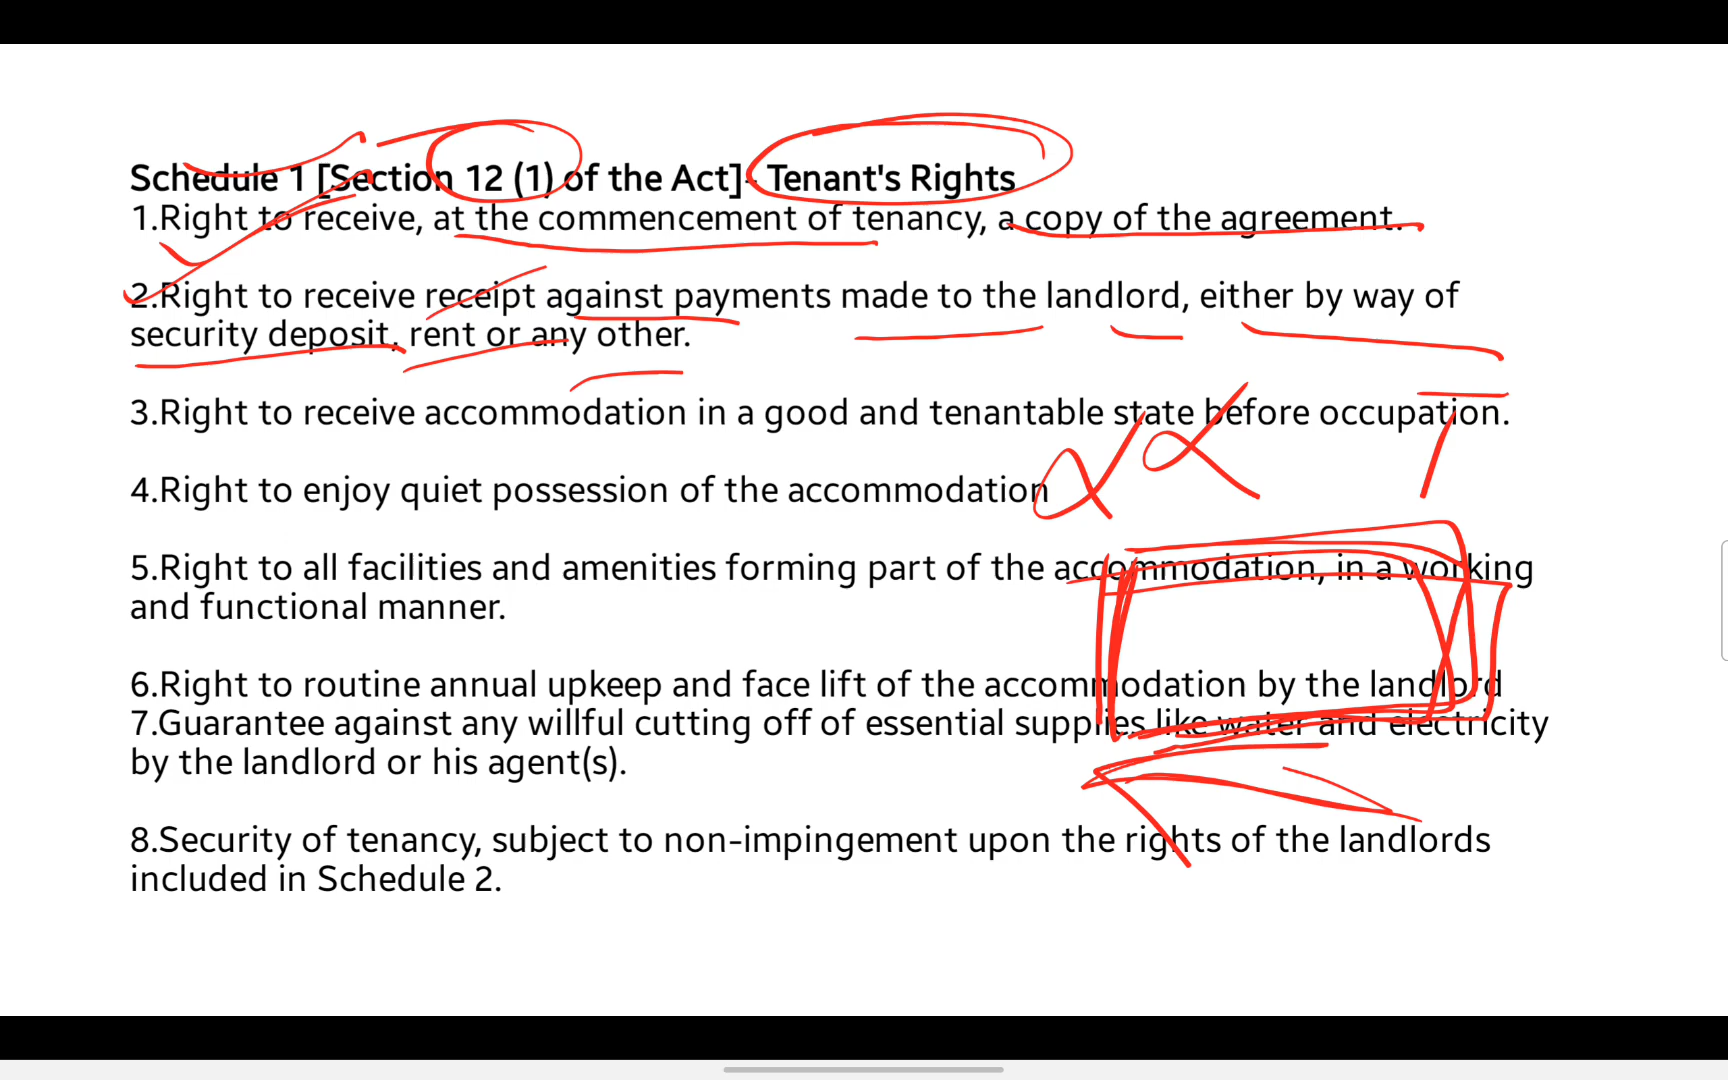 Schedule 1 [Section 12 (1) of the Act]- Tenant's Rights
1.Right to receive, at the commencement of tenancy, a copy of the agreement.
2.Right to receive receipt against payments made to the landlord, either by way of
security deposit, rent or any other.
3.Right to receive accommodation in a good and tenantable state before occupation.
4.Right to enjoy quiet possession of the accommodation
5.Right to all facilities and amenities forming part of the accommodation, in a working
and functional manner.
6.Right to routine annual upkeep and face lift of the accommodation by the landlord
7.Guarantee against any willful cutting off of essential supplies like water and electricity
by the landlord or his agent(s).
8.Security of tenancy, subject to non-impingement upon the rights of the landlords
included in Schedule 2.